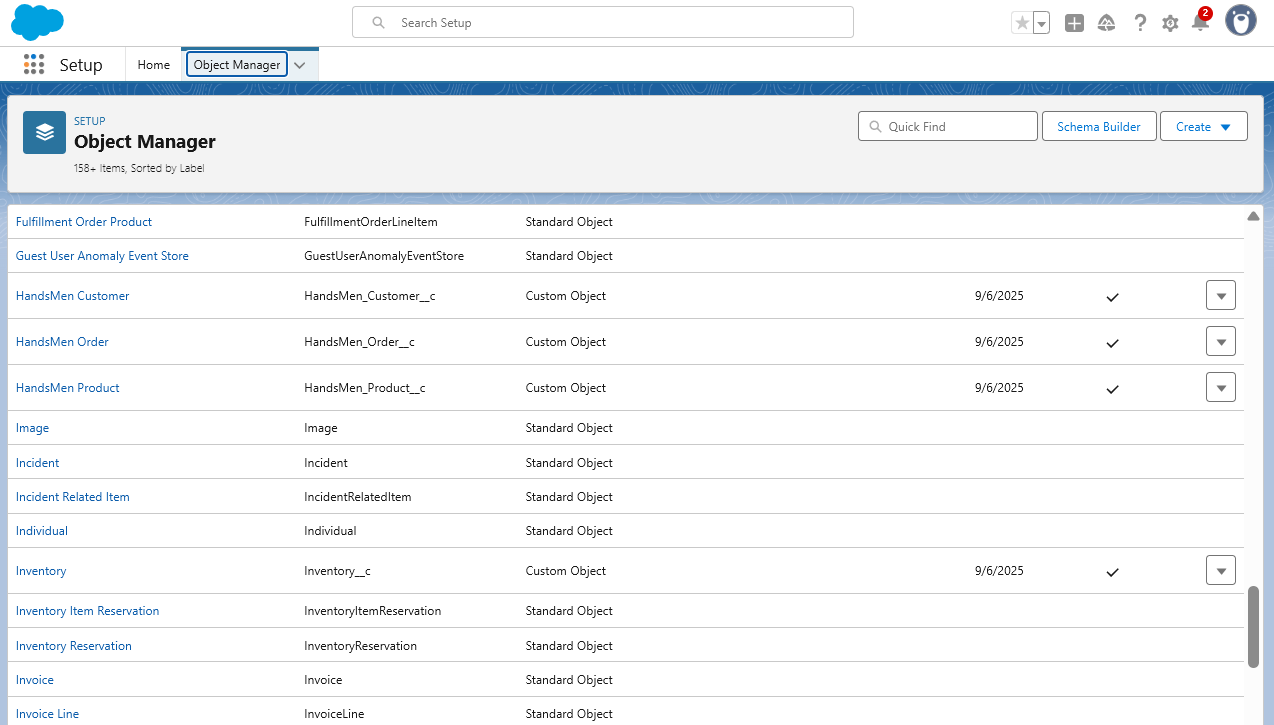 Search Setup
2
Setup
Home
Object Manager
SETUP
Object Manager
158+ Items, Sorted by Label
Quick Find
Schema Builder
Create
Fulfillment Order Product FulfillmentOrderLineItem Standard Object
Guest User Anomaly Event Store GuestUserAnomalyEventStore Standard Object
HandsMen Customer HandsMen_Customer__c Custom Object 9/6/2025
HandsMen Order HandsMen_Order__c Custom Object 9/6/2025
HandsMen Product HandsMen_Product__c Custom Object 9/6/2025
Image Image Standard Object
Incident Incident Standard Object
Incident Related Item IncidentRelatedItem Standard Object
Individual Individual Standard Object
Inventory Inventory__c Custom Object 9/6/2025
Inventory Item Reservation InventoryItemReservation Standard Object
Inventory Reservation InventoryReservation Standard Object
Invoice Invoice Standard Object
Invoice Line InvoiceLine Standard Object